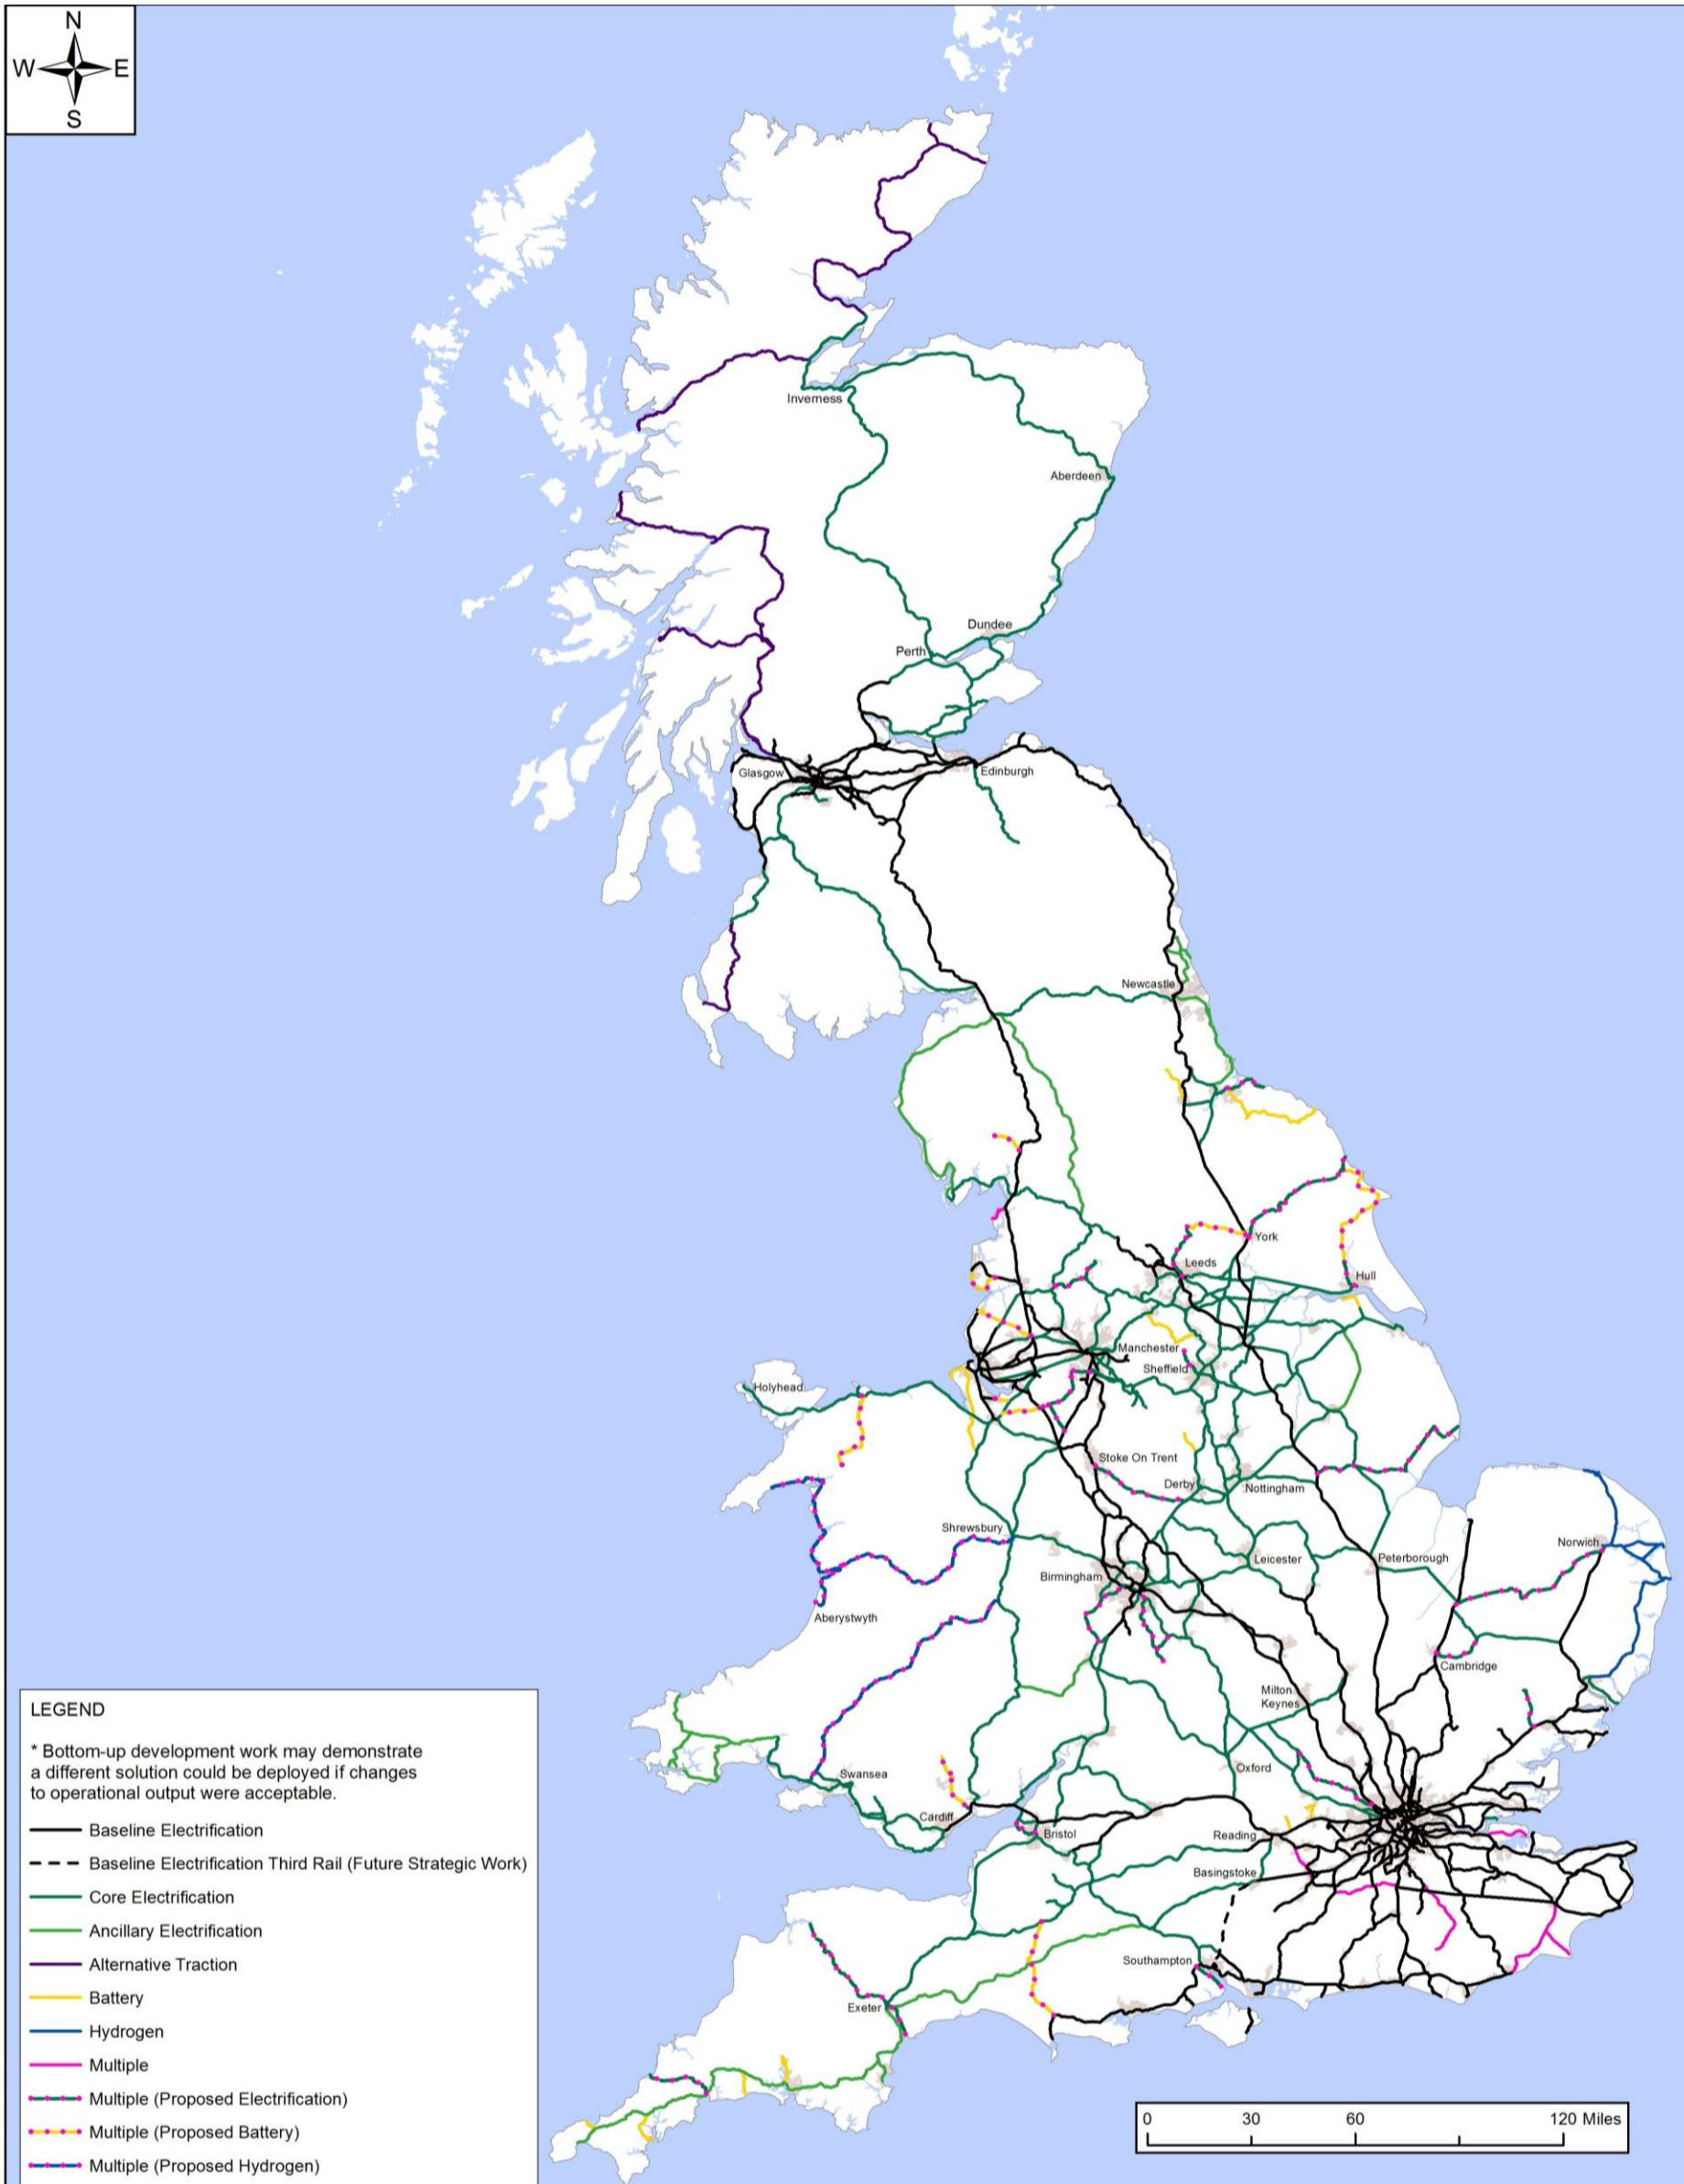 N
W E
S
Inverness
Aberdeen
Dundee
Perth
Glasgow
Edinburgh
Newcastle
York
Leeds
Hull
Manchester
Sheffield
Holyhead
Stoke On Trent
Derby
Nottingham
Shrewsbury
Norwich
Leicester
Peterborough
Birmingham
Aberystwyth
Cambridge
Milton
Keynes
Oxford
Swansea
Cardiff
Bristol
Reading
Basingstoke
Southampton
Exeter
LEGEND
* Bottom-up development work may demonstrate
a different solution could be deployed if changes
to operational output were acceptable.
Baseline Electrification
Baseline Electrification Third Rail (Future Strategic Work)
Core Electrification
Ancillary Electrification
Alternative Traction
Battery
Hydrogen
Multiple
Multiple (Proposed Electrification)
Multiple (Proposed Battery)
Multiple (Proposed Hydrogen)
0 30 60 120 Miles